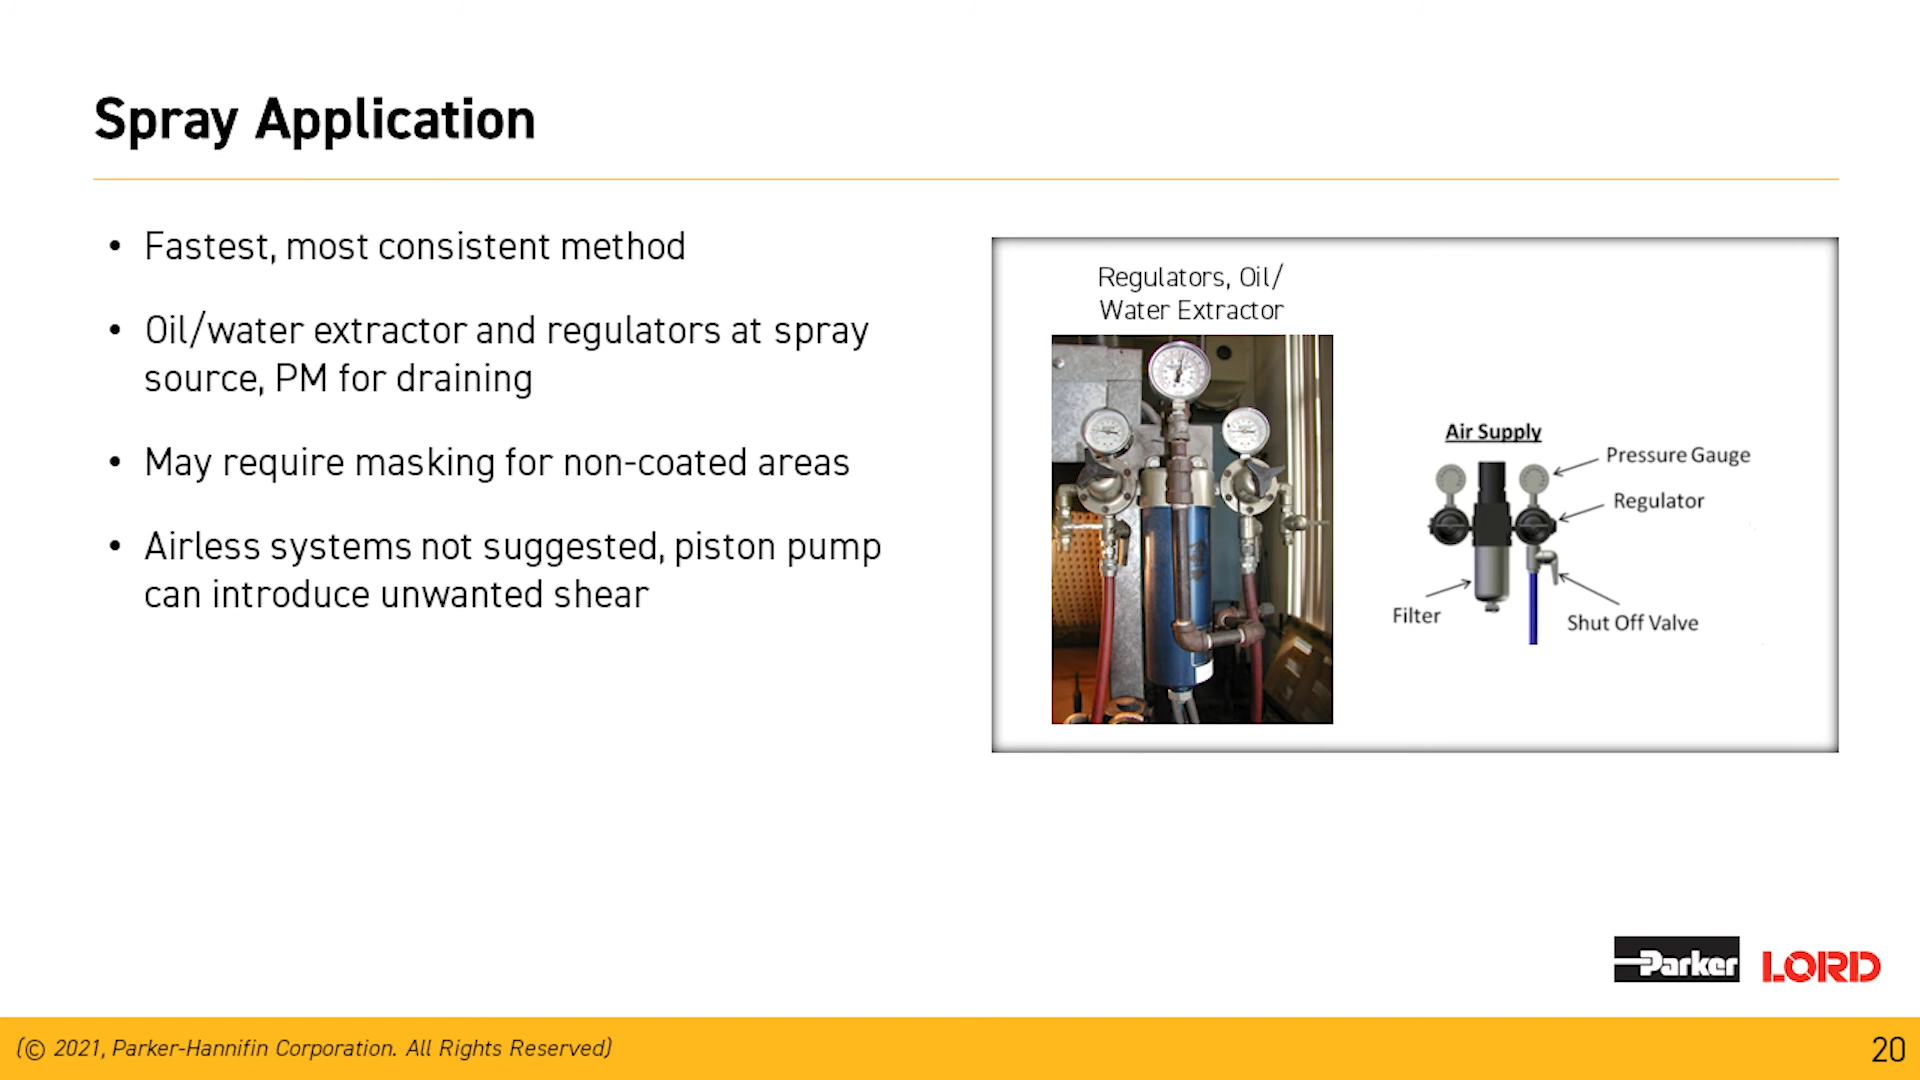 Spray Application
• Fastest, most consistent method
• Oil/water extractor and regulators at spray
source, PM for draining
• May require masking for non-coated areas
• Airless systems not suggested, piston pump
can introduce unwanted shear
Regulators, Oil/
Water Extractor
Air Supply
Pressure Gauge
Regulator
Filter
Shut Off Valve
Parker LORD
(© 2021, Parker-Hannifin Corporation. All Rights Reserved)
20